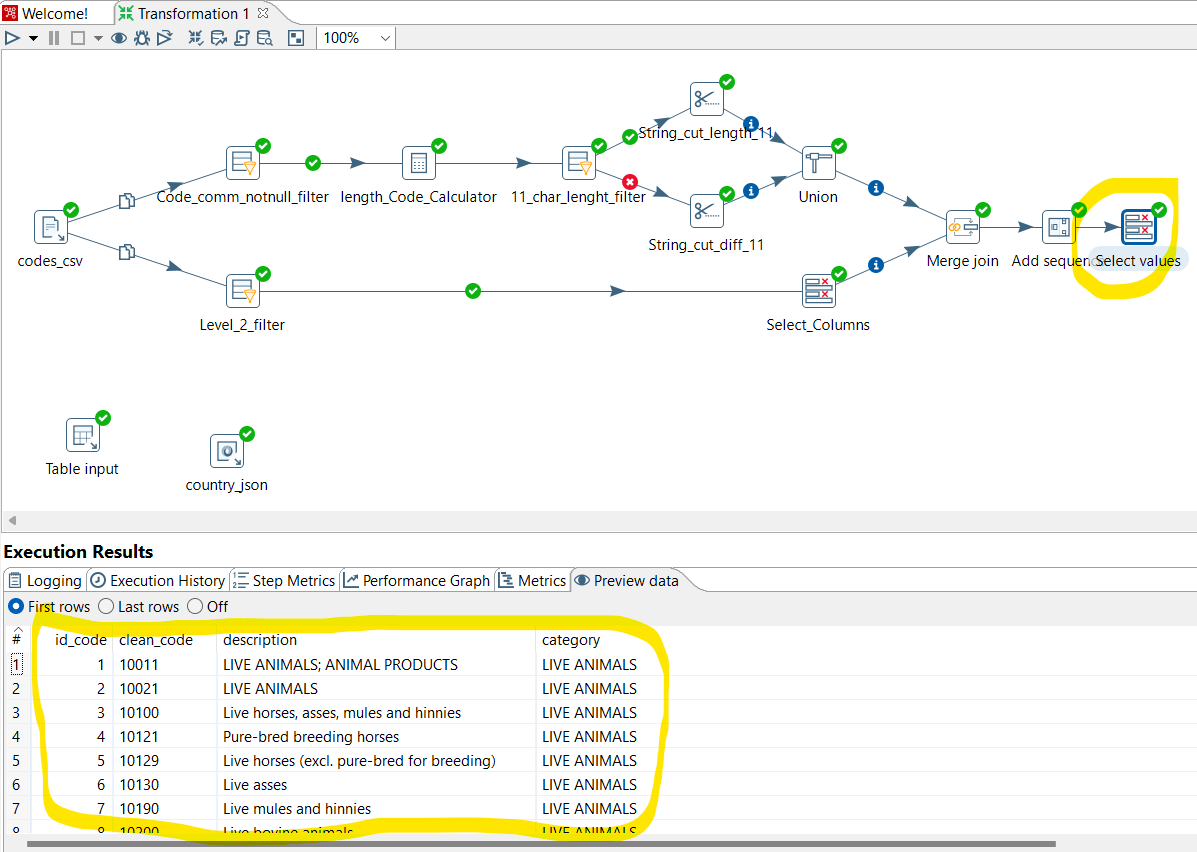 Welcome!
Transformation 1
100%
String_cut_length_11
Code_comm_notnull_filter
length_Code_Calculator
11_char_lenght_filter
Union
String_cut_diff_11
codes_csv
Merge join
Add sequen
Select values
Level_2_filter
Select_Columns
Table input
country_json
Execution Results
Logging
Execution History
Step Metrics
Performance Graph
Metrics
Preview data
First rows
Last rows
Off
# id_code clean_code description category
1 1 10011 LIVE ANIMALS; ANIMAL PRODUCTS LIVE ANIMALS
2 2 10021 LIVE ANIMALS LIVE ANIMALS
3 3 10100 Live horses, asses, mules and hinnies LIVE ANIMALS
4 4 10121 Pure-bred breeding horses LIVE ANIMALS
5 5 10129 Live horses (excl. pure-bred for breeding) LIVE ANIMALS
6 6 10130 Live asses LIVE ANIMALS
7 7 10190 Live mules and hinnies LIVE ANIMALS
8 8 10200 Live bovine animals LIVE ANIMALS